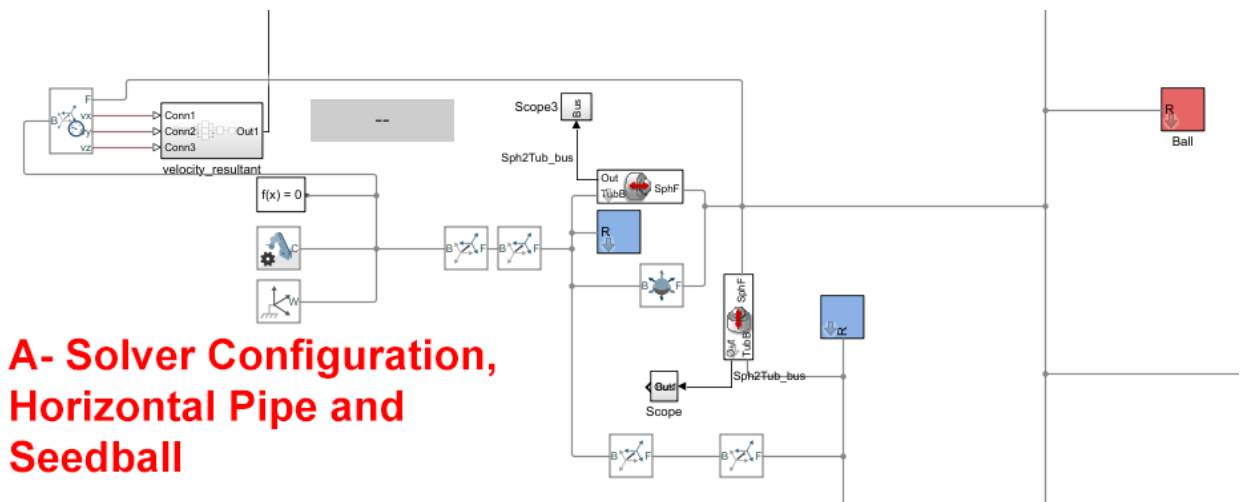 F
B
vx
vy
vz
Conn1
Conn2
Conn3
Out1
velocity_resultant
--
Scope3
Bus
Sph2Tub_bus
Out
TubB
SphF
R
Ball
f(x) = 0
C
W
B
F
B
F
R
B
F
SphF
TubB
Out
Sph2Tub_bus
R
Scope
B
F
B
F
A- Solver Configuration,
Horizontal Pipe and
Seedball